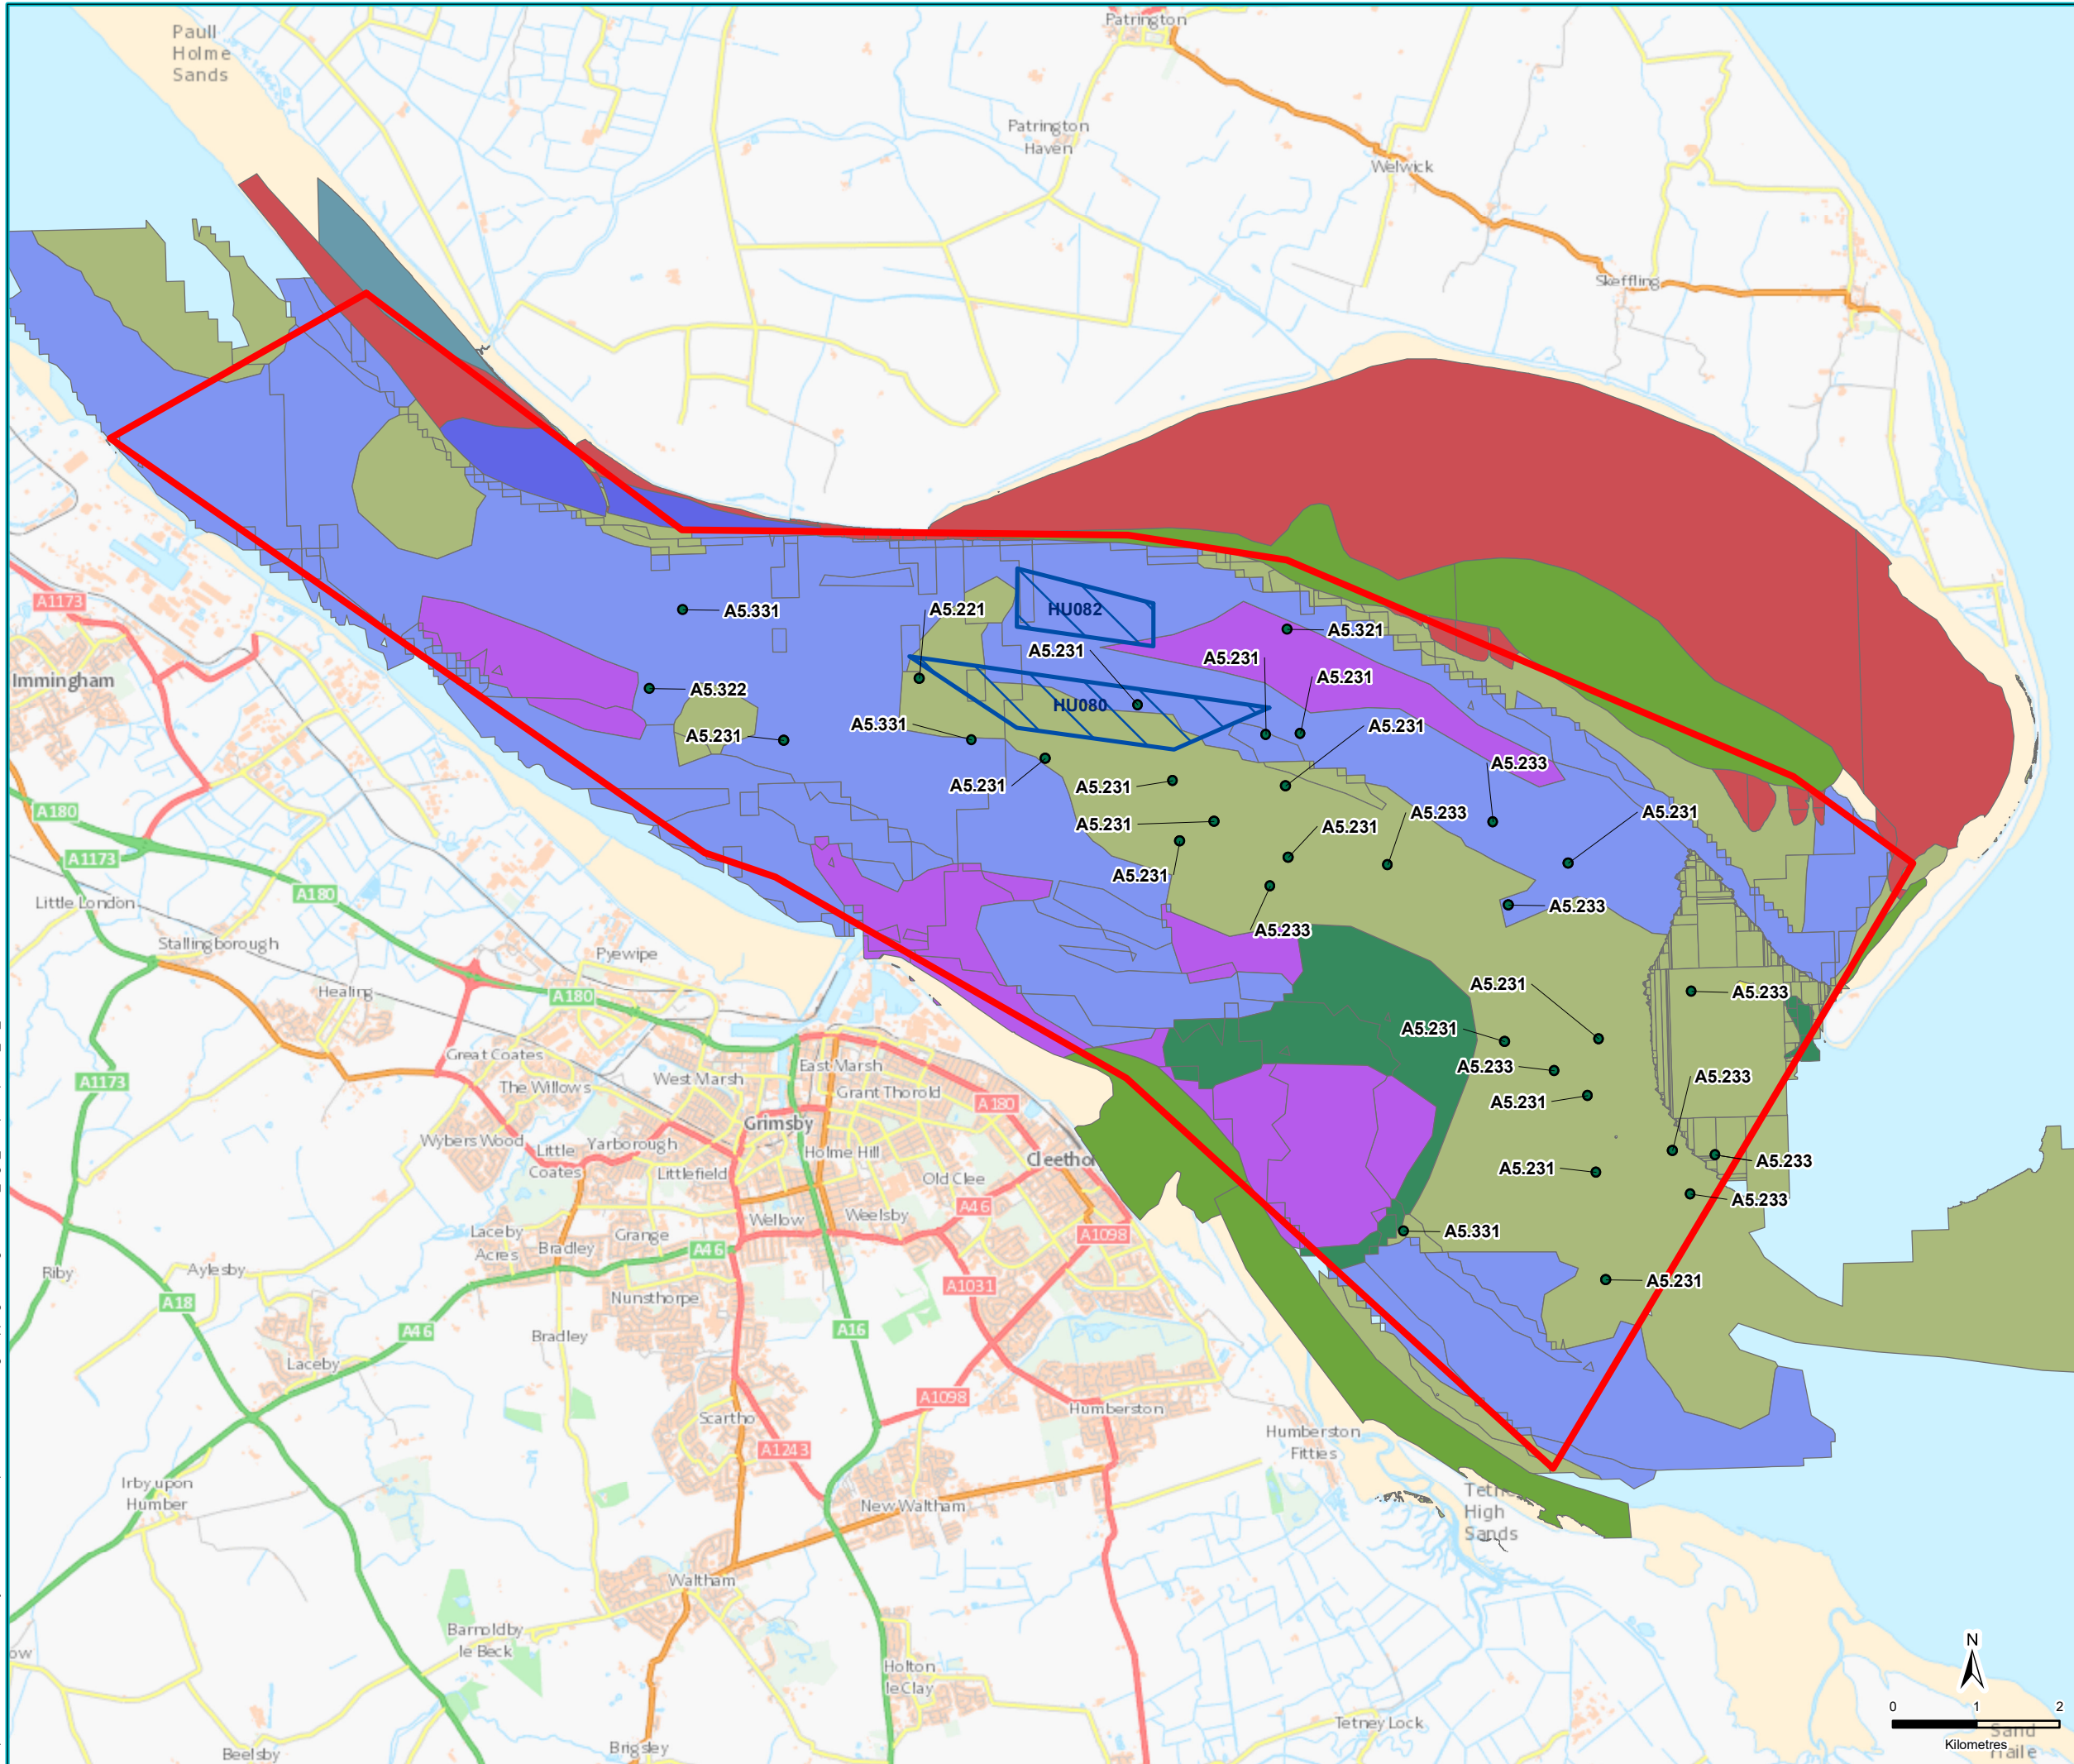 Paull
Holme
Sands
Patrington
Patrington
Haven
Welwick
Skeffling
A1173
Immingham
A5.331
A5.221
HU082
A5.321
A5.231
A5.231
A5.231
A5.322
HU080
A5.331
A5.231
A5.231
A5.233
A5.231
A5.231
A5.231
A5.233
A5.231
A5.231
A5.231
A5.233
A5.233
A180
A1173
Little London
A180
Stallingborough
Pyewipe
Healing
A180
Great Coates
The Willows
West Marsh
East Marsh
Grant Thorold
A180
A1173
Grimsby
Wybers Wood
Little
Coates
Yarborough
Littlefield
Holme Hill
Old Clee
A5.231
A5.233
A5.231
A5.233
A5.233
A5.231
A5.233
A5.231
A5.233
A5.331
A5.231
Laceby
Acres
Bradley
Grange
Wellow
Weelsby
A46
A46
A1098
Riby
Aylesby
A18
Nunsthorpe
A1031
A46
Bradley
A16
Laceby
A1098
Scartho
Humberston
A1243
Humberston
Fitties
Irby upon
Humber
New Waltham
High
Sands
Waltham
Barnoldby
le Beck
Holton
le Clay
Tetney Lock
Brigsley
Beelsby
N
0 1 2
Kilometres
Sand
Haile